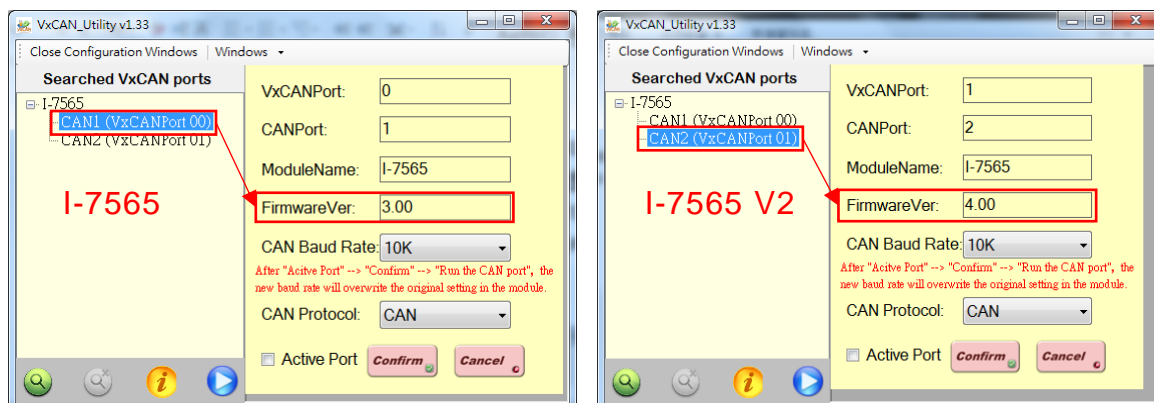 VxCAN_Utility v1.33
Close Configuration Windows Windows
Searched VxCAN ports
I-7565
CAN1 (VxCANPort 00)
CAN2 (VxCANPort 01)
I-7565
VxCANPort: 0
CANPort: 1
ModuleName: I-7565
FirmwareVer: 3.00
CAN Baud Rate: 10K
After "Acitve Port" --> "Confirm" --> "Run the CAN port", the
new baud rate will overwrite the original setting in the module.
CAN Protocol: CAN
Active Port Confirm Cancel
VxCAN_Utility v1.33
Close Configuration Windows Windows
Searched VxCAN ports
I-7565
CAN1 (VxCANPort 00)
CAN2 (VxCANPort 01)
I-7565 V2
VxCANPort: 1
CANPort: 2
ModuleName: I-7565
FirmwareVer: 4.00
CAN Baud Rate: 10K
After "Acitve Port" --> "Confirm" --> "Run the CAN port", the
new baud rate will overwrite the original setting in the module.
CAN Protocol: CAN
Active Port Confirm Cancel